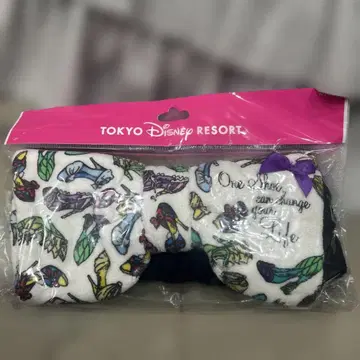 TOKYO Disney RESORT®
One Shoe
can change
your
Life